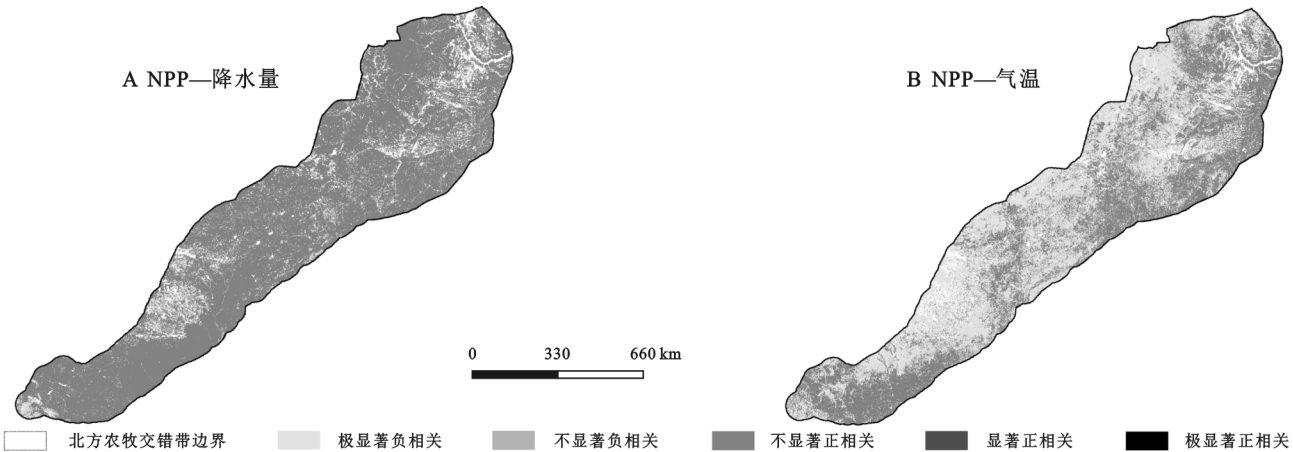 A NPP—降水量
B NPP—气温
0 330 660 km
北方农牧交错带边界 极显著负相关 不显著负相关 不显著正相关 显著正相关 极显著正相关